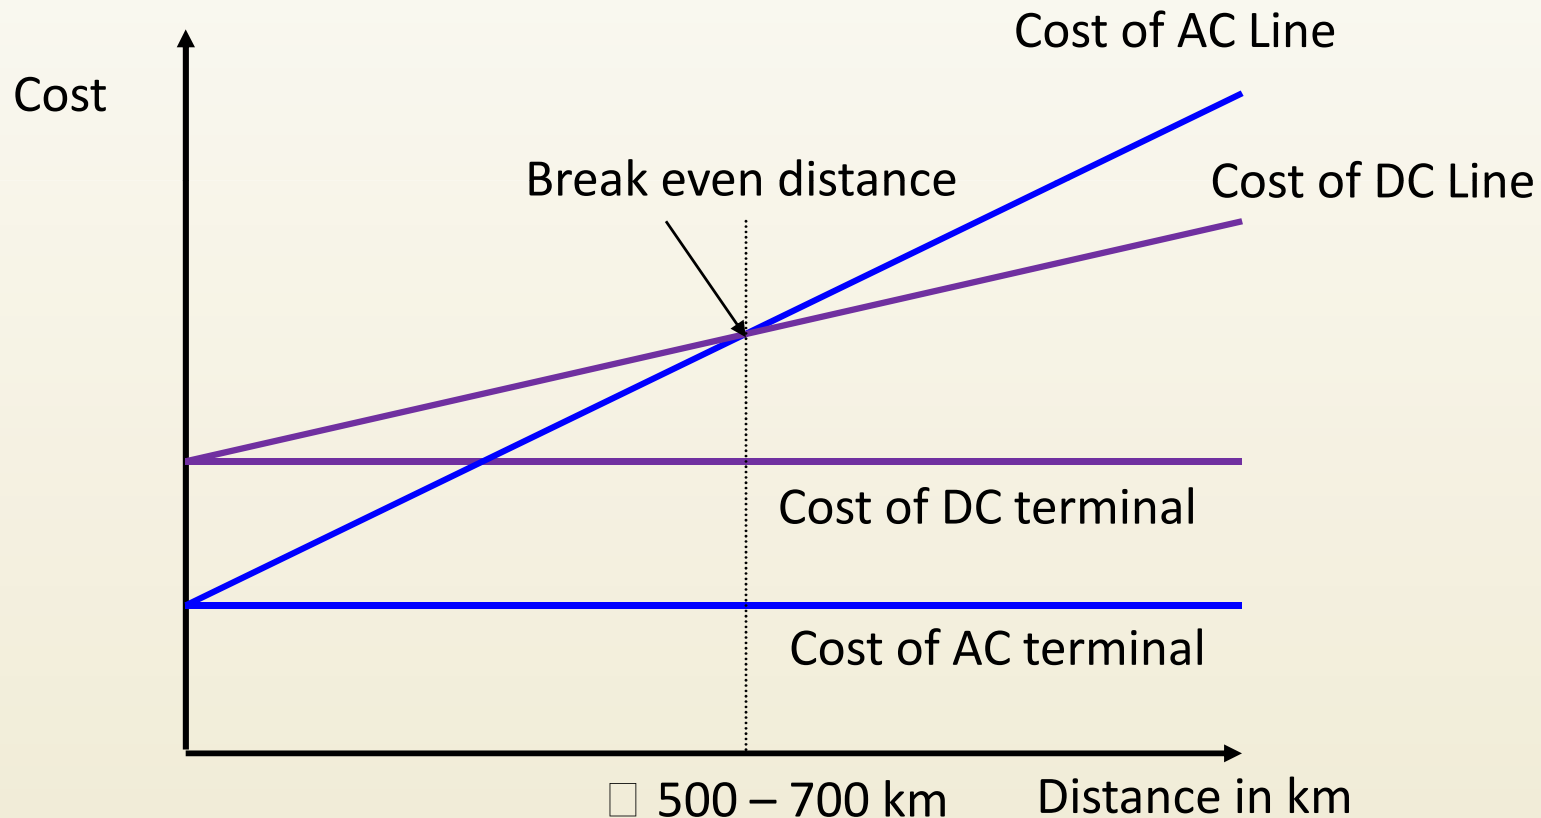 Cost of AC Line
Cost
Break even distance
Cost of DC Line
Cost of DC terminal
Cost of AC terminal
□ 500 – 700 km
Distance in km